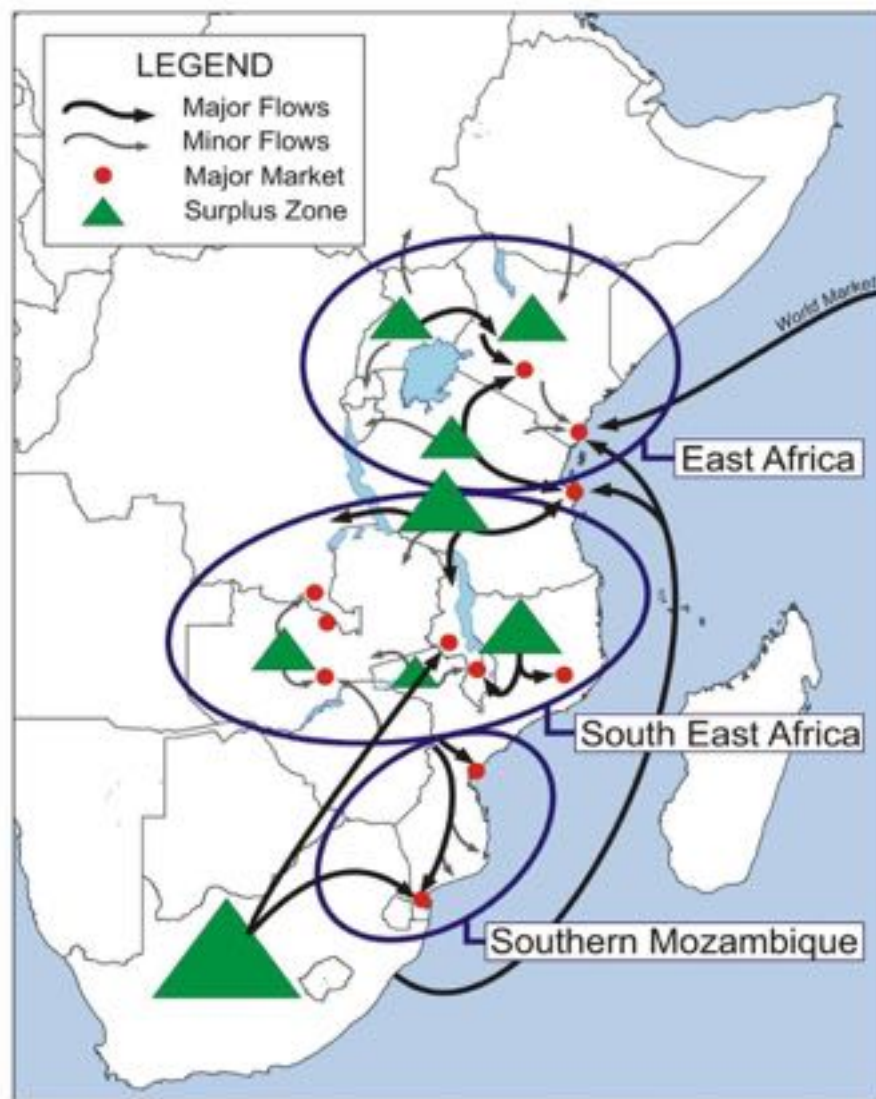 LEGEND
Major Flows
Minor Flows
Major Market
Surplus Zone
World Market
East Africa
South East Africa
Southern Mozambique